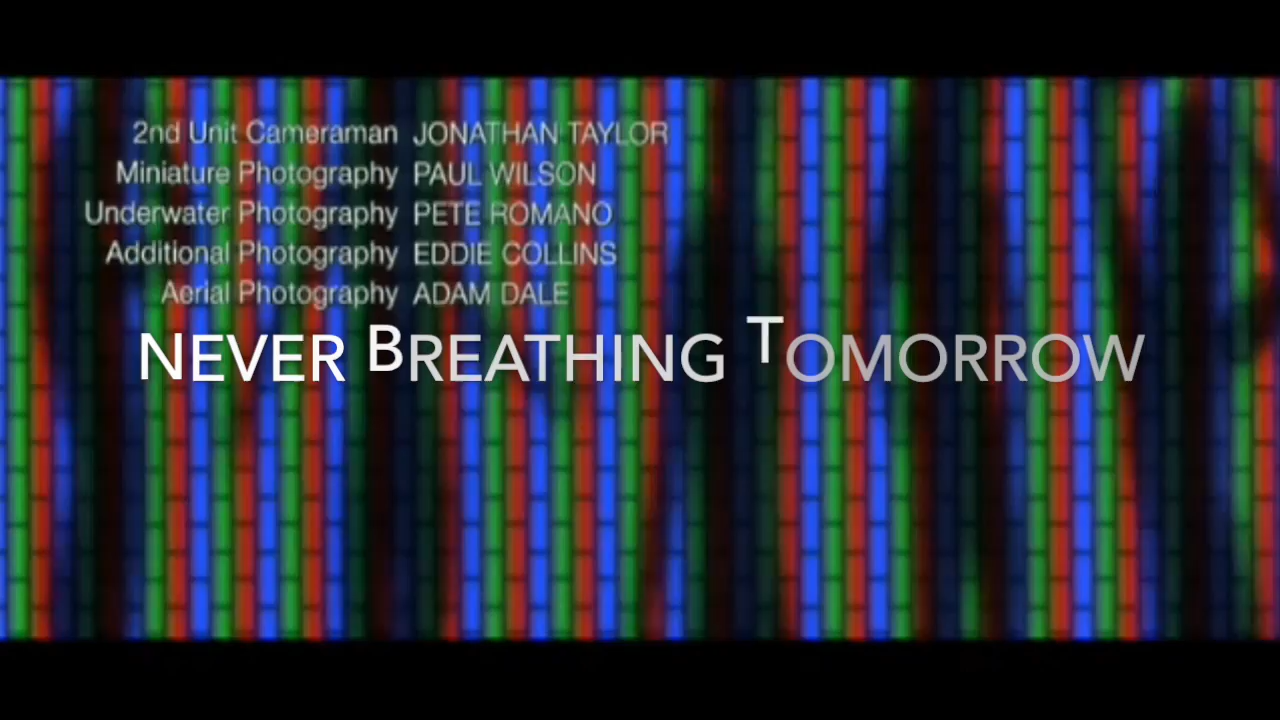 2nd Unit Cameraman JONATHAN TAYLOR
Miniature Photography PAUL WILSON
Underwater Photography PETE ROMANO
Additional Photography EDDIE COLLINS
Aerial Photography ADAM DALE
NEVER BREATHING TOMORROW